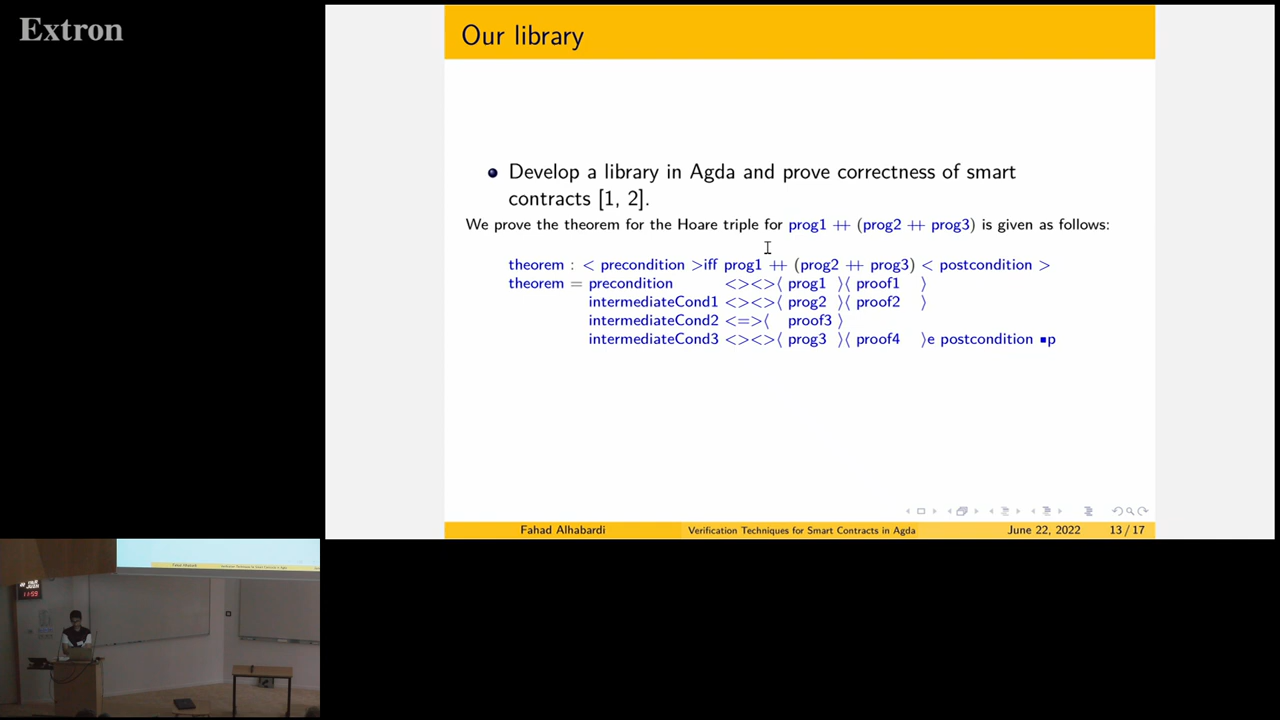 Extron
Our library
Develop a library in Agda and prove correctness of smart
contracts [1, 2].
We prove the theorem for the Hoare triple for prog1 ++ (prog2 ++ prog3) is given as follows:
theorem : < precondition >iff prog1 ++ (prog2 ++ prog3) < postcondition >
theorem = precondition <><>⟨ prog1 ⟩⟨ proof1 ⟩
intermediateCond1 <><>⟨ prog2 ⟩⟨ proof2 ⟩
intermediateCond2 <=>⟨ proof3 ⟩
intermediateCond3 <><>⟨ prog3 ⟩⟨ proof4 ⟩e postcondition ■p
Fahad Alhabardi Verification Techniques for Smart Contracts in Agda June 22, 2022 13 / 17
11:59